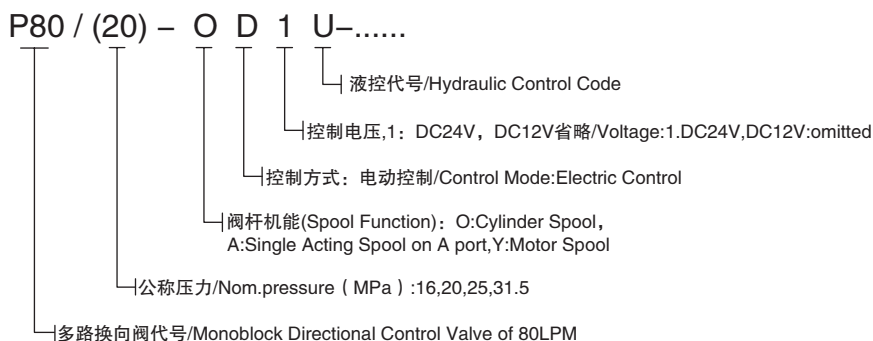 P80 / (20) – O D 1 U–......
液控代号/Hydraulic Control Code
控制电压,1：DC24V，DC12V省略/Voltage:1.DC24V,DC12V:omitted
控制方式：电动控制/Control Mode:Electric Control
阀杆机能(Spool Function)：O:Cylinder Spool，
A:Single Acting Spool on A port,Y:Motor Spool
公称压力/Nom.pressure（MPa）:16,20,25,31.5
多路换向阀代号/Monoblock Directional Control Valve of 80LPM